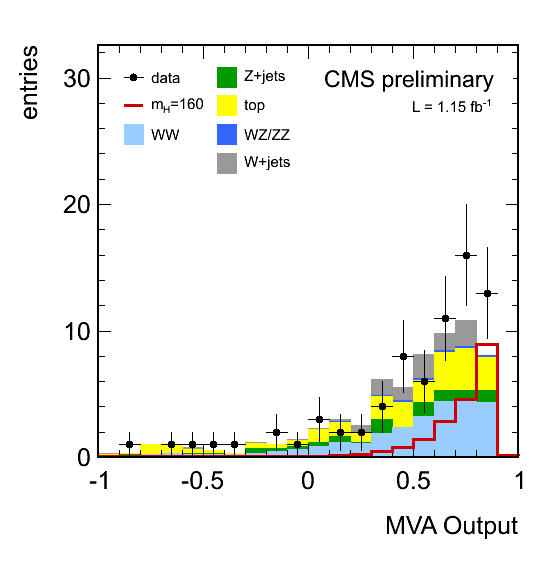 entries
30
20
10
0
data
m_H=160
WW
Z+jets
top
WZ/ZZ
W+jets
CMS preliminary
L = 1.15 fb⁻¹
-1 -0.5 0 0.5 1
MVA Output